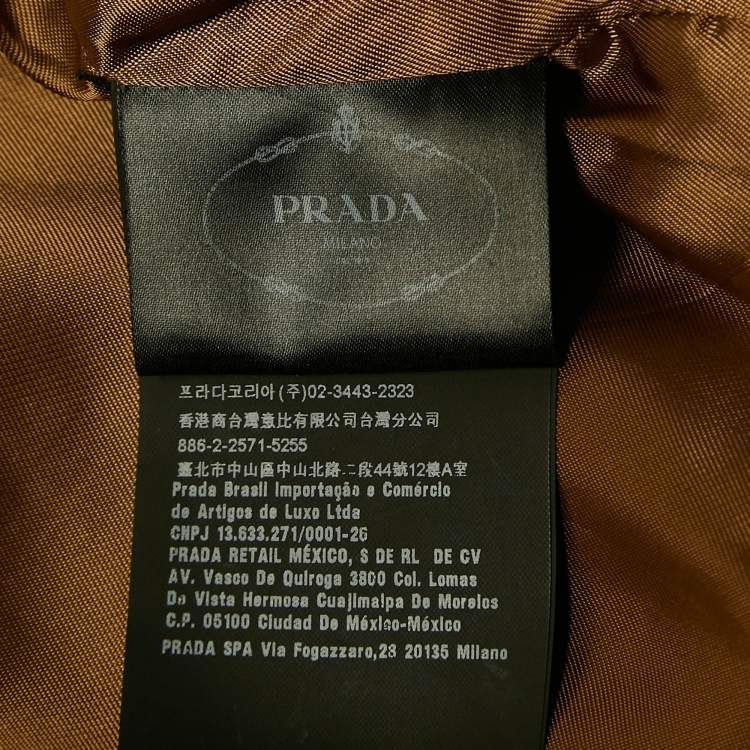 PRADA
MILANO
프라다코리아(주)02-3443-2323
香港商台灣意比有限公司台灣分公司
886-2-2571-5255
臺北市中山區中山北路二段44號12樓A室
Prada Brasil Importação e Comércio
de Artigos de Luxo Ltda
CNPJ 13.633.271/0001-26
PRADA RETAIL MÉXICO, S DE RL DE CV
AV. Vasco De Quiroga 3800 Col. Lomas
De Vista Hermosa Cuajimalpa De Morelos
C.P. 05100 Ciudad De México-México
PRADA SPA Via Fogazzaro,28 20135 Milano